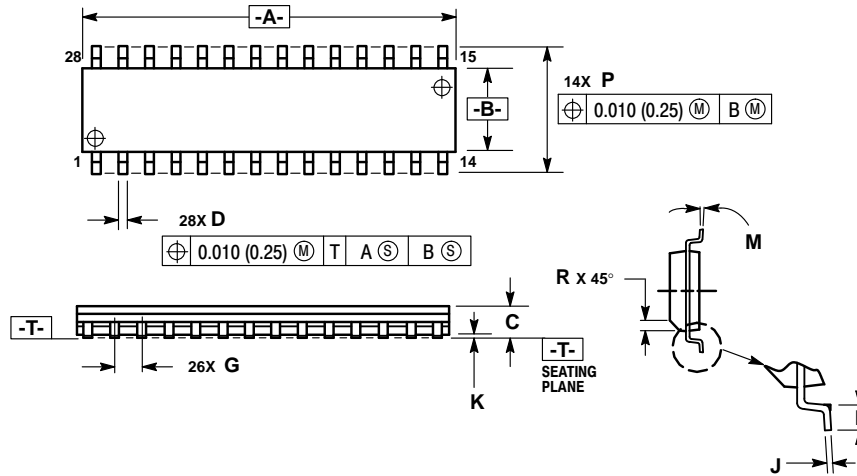 -A-
28
15
-B-
14X P
⌖ 0.010 (0.25) Ⓜ B Ⓜ
1
14
28X D
⌖ 0.010 (0.25) Ⓜ T A Ⓢ B Ⓢ
M
R X 45°
-T-
C
-T-
SEATING
PLANE
26X G
K
J